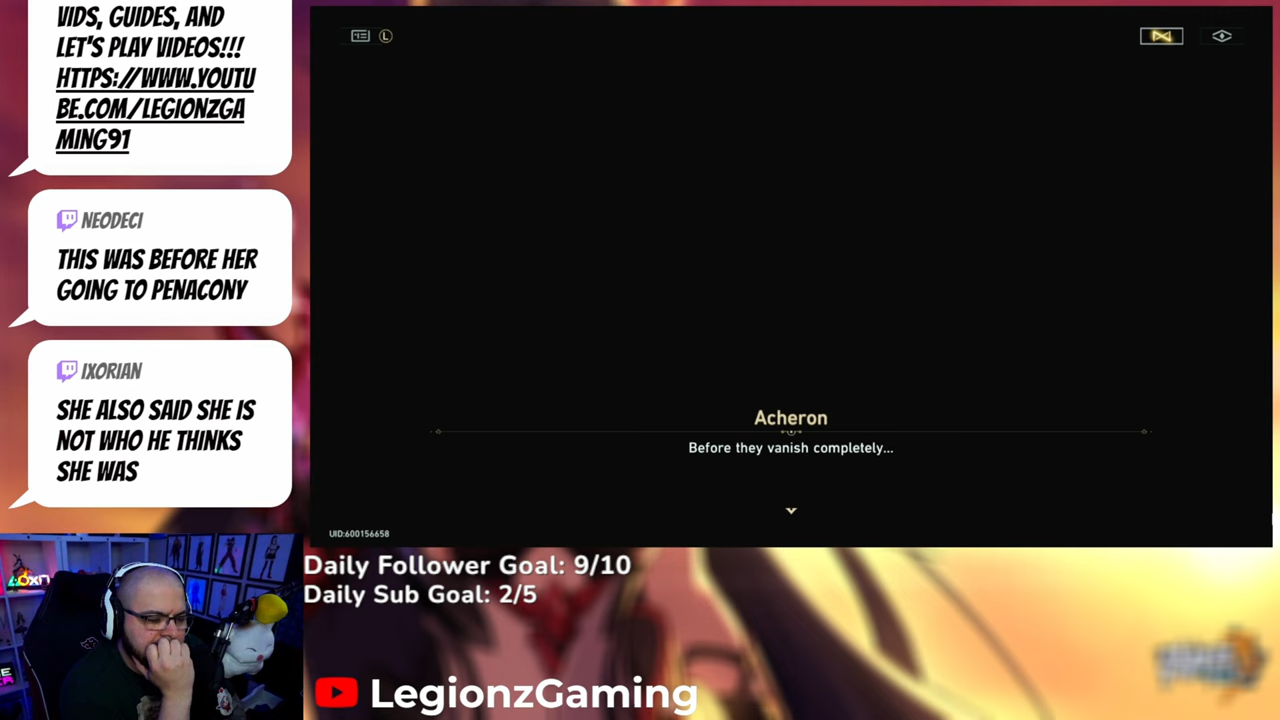 VIDS, GUIDES, AND
LET'S PLAY VIDEOS!!!
HTTPS://WWW.YOUTU
BE.COM/LEGIONZGA
MING91
NEODECI
THIS WAS BEFORE HER
GOING TO PENACONY
IXORIAN
SHE ALSO SAID SHE IS
NOT WHO HE THINKS
SHE WAS
L
Acheron
Before they vanish completely...
UID:600156658
Daily Follower Goal: 9/10
Daily Sub Goal: 2/5
LegionzGaming